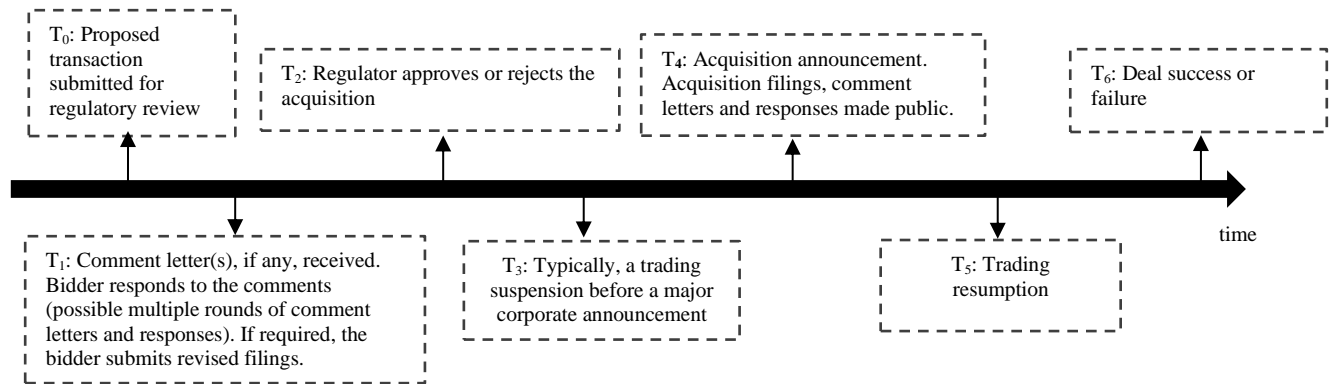 T₀: Proposed
transaction
submitted for
regulatory review
T₂: Regulator approves or rejects the
acquisition
T₄: Acquisition announcement.
Acquisition filings, comment
letters and responses made public.
T₆: Deal success or
failure
time
T₁: Comment letter(s), if any, received.
Bidder responds to the comments
(possible multiple rounds of comment
letters and responses). If required, the
bidder submits revised filings.
T₃: Typically, a trading
suspension before a major
corporate announcement
T₅: Trading
resumption